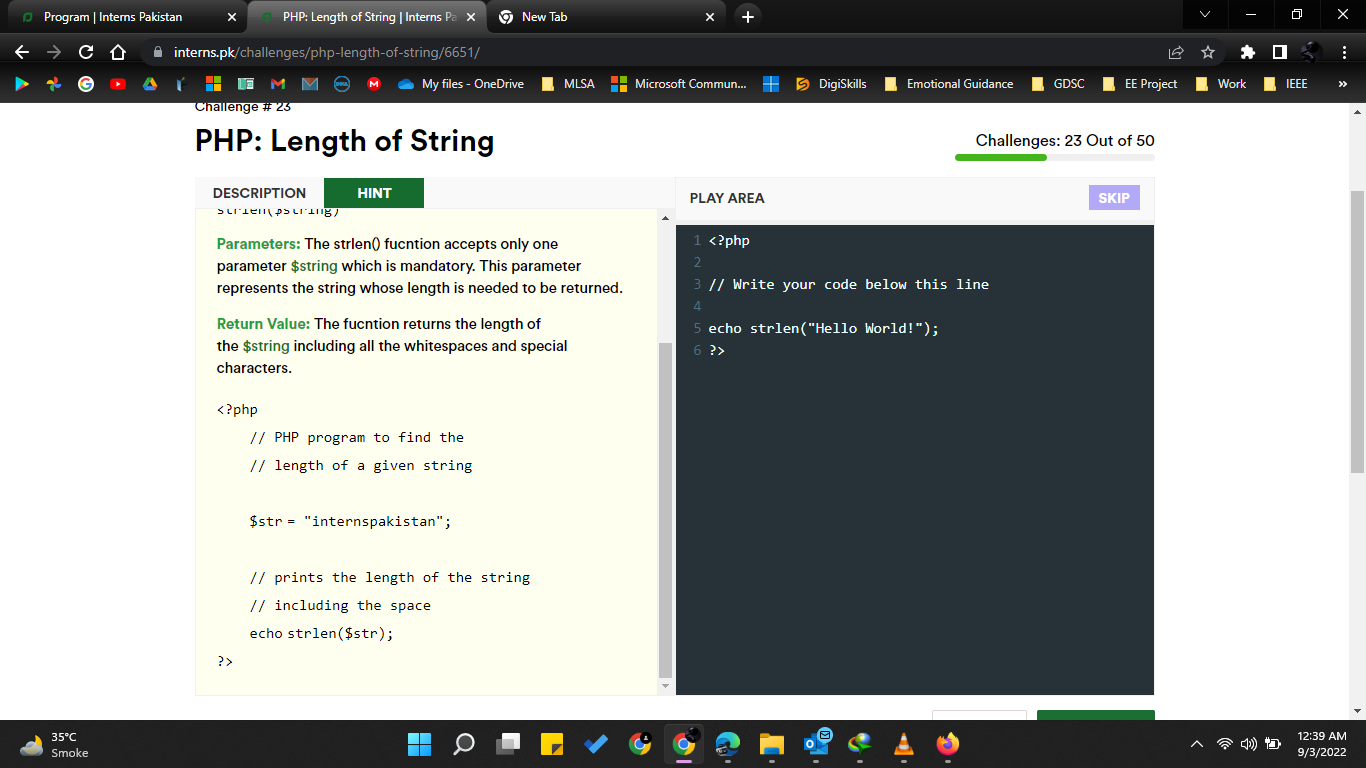 Program | Interns Pakistan
PHP: Length of String | Interns Pa
New Tab
interns.pk/challenges/php-length-of-string/6651/
My files - OneDrive
MLSA
Microsoft Commun...
DigiSkills
Emotional Guidance
GDSC
EE Project
Work
IEEE
»
Challenge # 23
PHP: Length of String
Challenges: 23 Out of 50
DESCRIPTION
HINT
strlen($string)
Parameters: The strlen() fucntion accepts only one
parameter $string which is mandatory. This parameter
represents the string whose length is needed to be returned.
Return Value: The fucntion returns the length of
the $string including all the whitespaces and special
characters.
<?php
// PHP program to find the
// length of a given string
$str = "internspakistan";
// prints the length of the string
// including the space
echo strlen($str);
?>
PLAY AREA
SKIP
1 <?php
2
3 // Write your code below this line
4
5 echo strlen("Hello World!");
6 ?>
35°C
Smoke
12:39 AM
9/3/2022